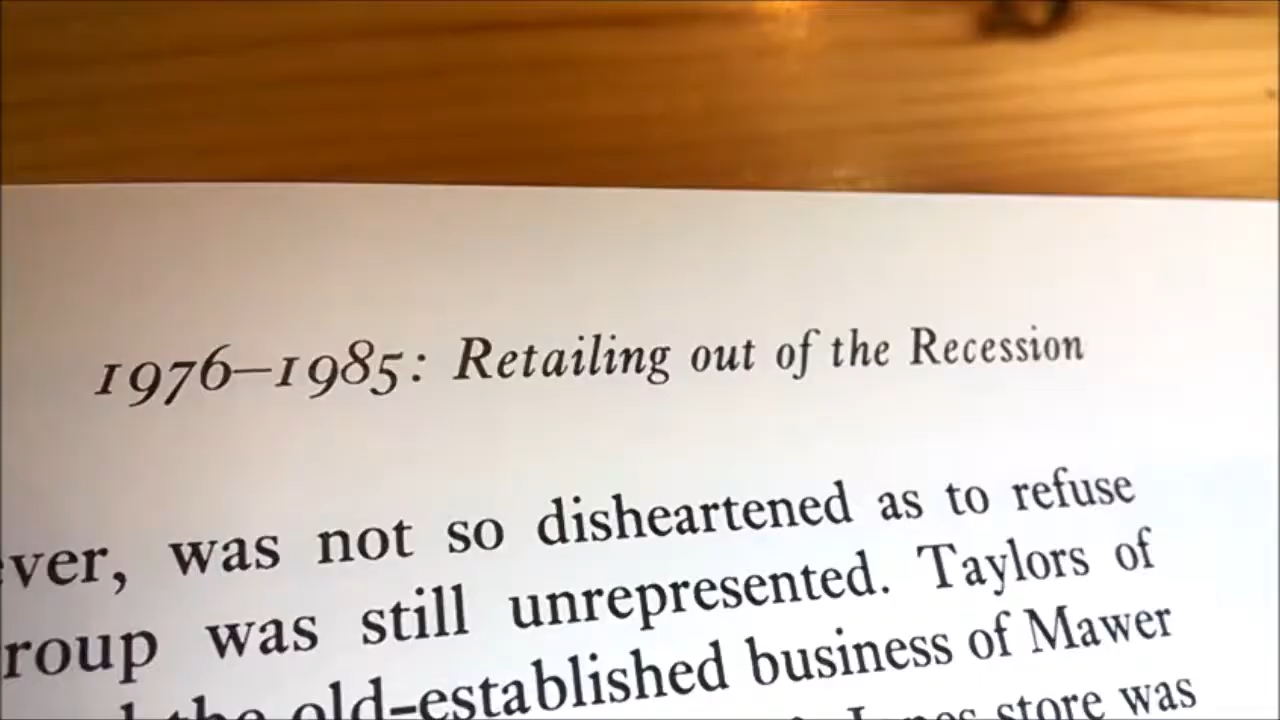 1976–1985: Retailing out of the Recession
ver, was not so disheartened as to refuse
roup was still unrepresented. Taylors of
the old-established business of Mawer
store was